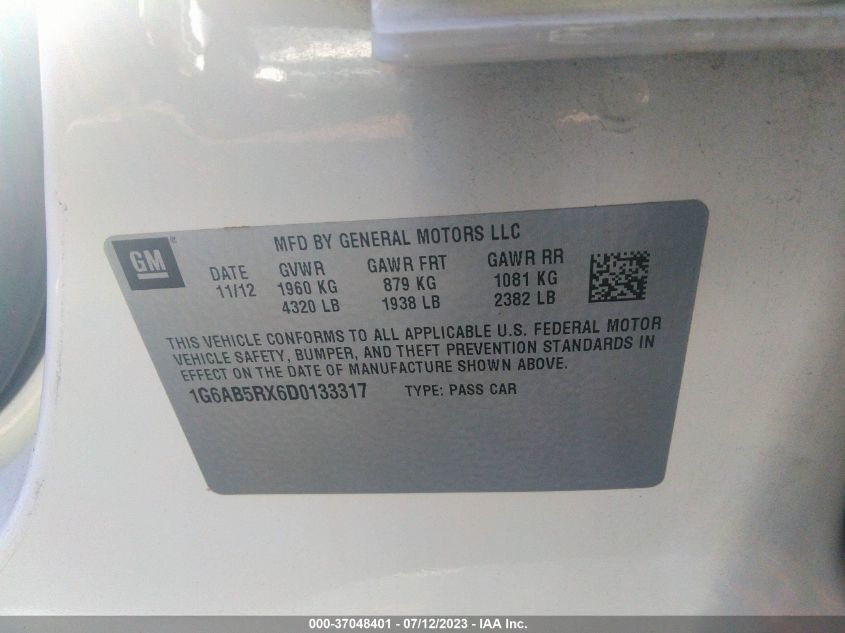 GM
MFD BY GENERAL MOTORS LLC
DATE GVWR GAWR FRT GAWR RR
11/12 1960 KG 879 KG 1081 KG
4320 LB 1938 LB 2382 LB
THIS VEHICLE CONFORMS TO ALL APPLICABLE U.S. FEDERAL MOTOR
VEHICLE SAFETY, BUMPER, AND THEFT PREVENTION STANDARDS IN
EFFECT ON THE DATE OF MANUFACTURE SHOWN ABOVE.
1G6AB5RX6D0133317 TYPE: PASS CAR
000-37048401 - 07/12/2023 - IAA Inc.